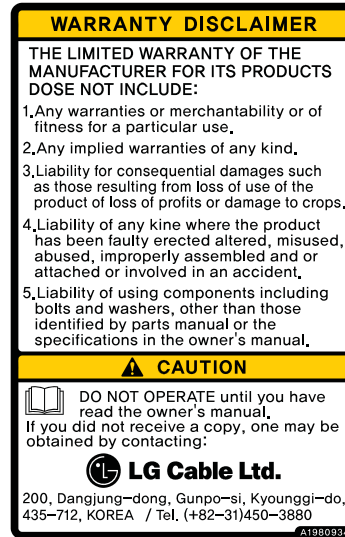 WARRANTY DISCLAIMER
THE LIMITED WARRANTY OF THE
MANUFACTURER FOR ITS PRODUCTS
DOSE NOT INCLUDE:
1.Any warranties or merchantability or of
fitness for a particular use.
2.Any implied warranties of any kind.
3.Liability for consequential damages such
as those resulting from loss of use of the
product of loss of profits or damage to crops.
4.Liability of any kine where the product
has been faulty erected altered, misused,
abused, improperly assembled and or
attached or involved in an accident.
5.Liability of using components including
bolts and washers, other than those
identified by parts manual or the
specifications in the owner's manual.
CAUTION
DO NOT OPERATE until you have
read the owner's manual.
If you did not receive a copy, one may be
obtained by contacting:
LG Cable Ltd.
200, Dangjung-dong, Gunpo-si, Kyounggi-do,
435-712, KOREA / Tel. (+82-31)450-3880